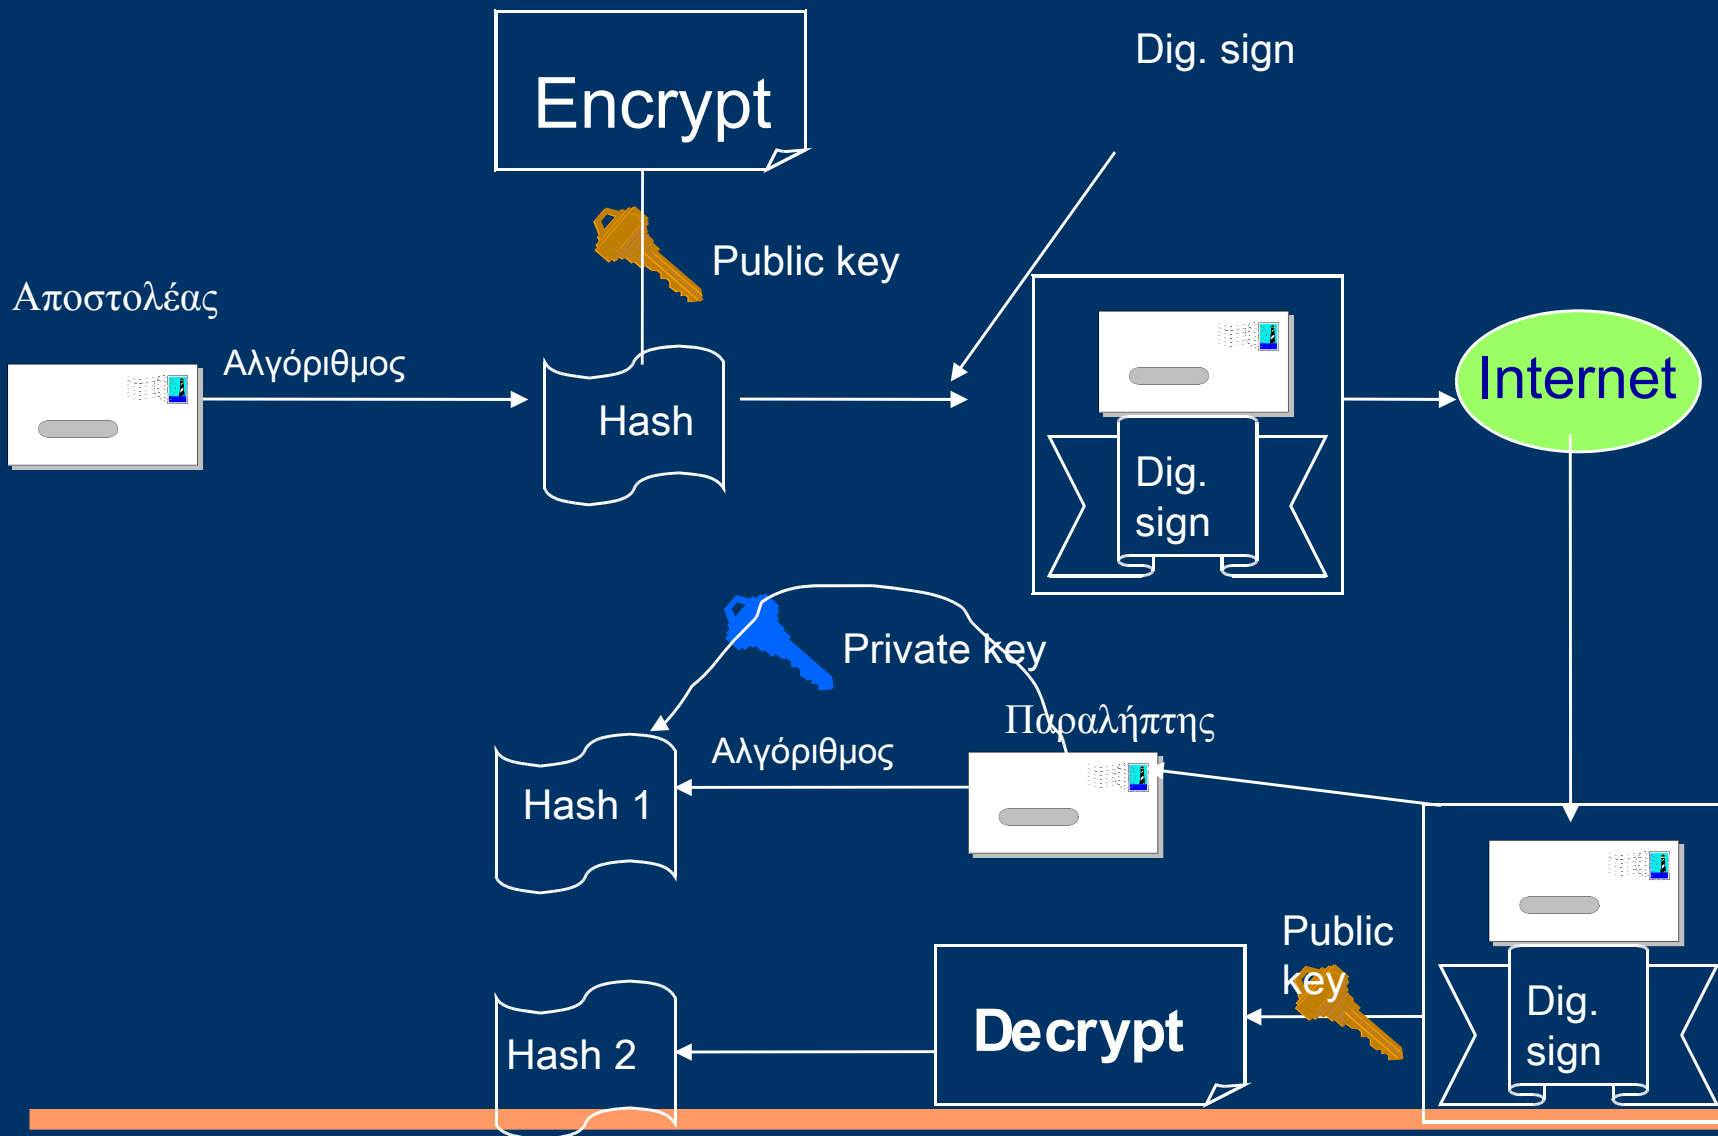 Encrypt
Dig. sign
Public key
Αποστολέας
Αλγόριθμος
Hash
Internet
Dig.
sign
Private key
Παραλήπτης
Αλγόριθμος
Hash 1
Public
key
Decrypt
Hash 2
Dig.
sign